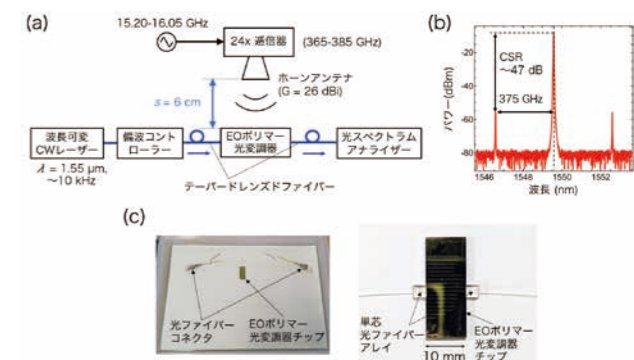 (a)
15.20-16.05 GHz
24x 逓倍器
(365-385 GHz)
ホーンアンテナ
(G = 26 dBi)
s = 6 cm
波長可変
CWレーザー
偏波コント
ローラー
EOポリマー
光変調器
光スペクトラム
アナライザー
λ = 1.55 μm,
~10 kHz
テーパードレンズドファイバー
(b)
パワー(dBm)
-20
-40
-60
-80
CSR
~47 dB
375 GHz
1546
1548
1550
1552
波長 (nm)
(c)
光ファイバー
コネクタ
EOポリマー
光変調器チップ
単芯
光ファイバー
アレイ
10 mm
EOポリマー
光変調器
チップ